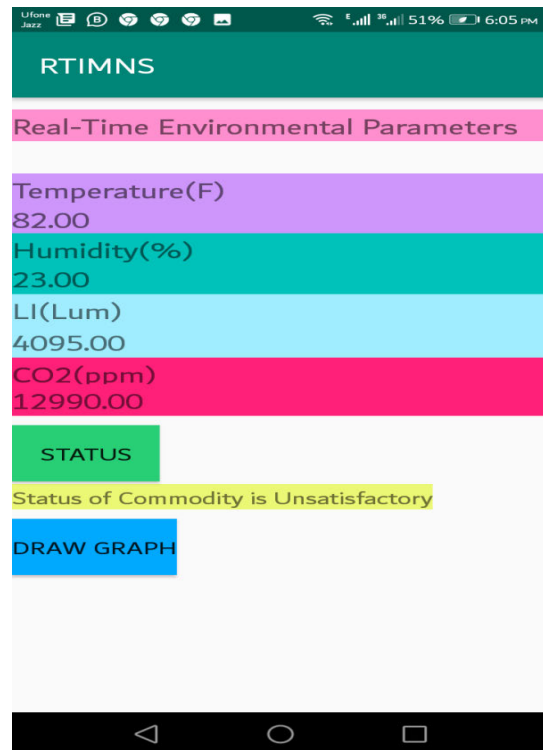 Ufone
Jazz
B
E 3G 51% 6:05 PM
RTIMNS
Real-Time Environmental Parameters
Temperature(F)
82.00
Humidity(%)
23.00
LI(Lum)
4095.00
CO2(ppm)
12990.00
STATUS
Status of Commodity is Unsatisfactory
DRAW GRAPH